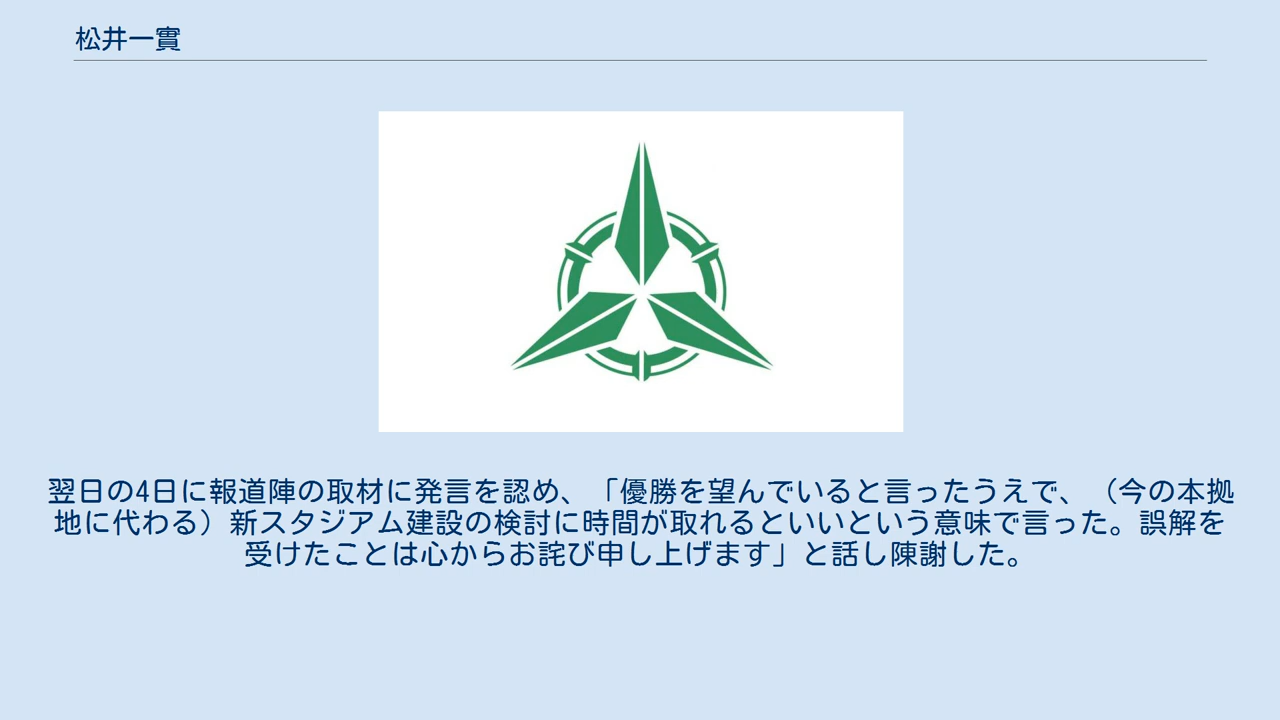 松井一實
翌日の4日に報道陣の取材に発言を認め、「優勝を望んでいると言ったうえで、（今の本拠
地に代わる）新スタジアム建設の検討に時間が取れるといいという意味で言った。誤解を
受けたことは心からお詫び申し上げます」と話し陳謝した。